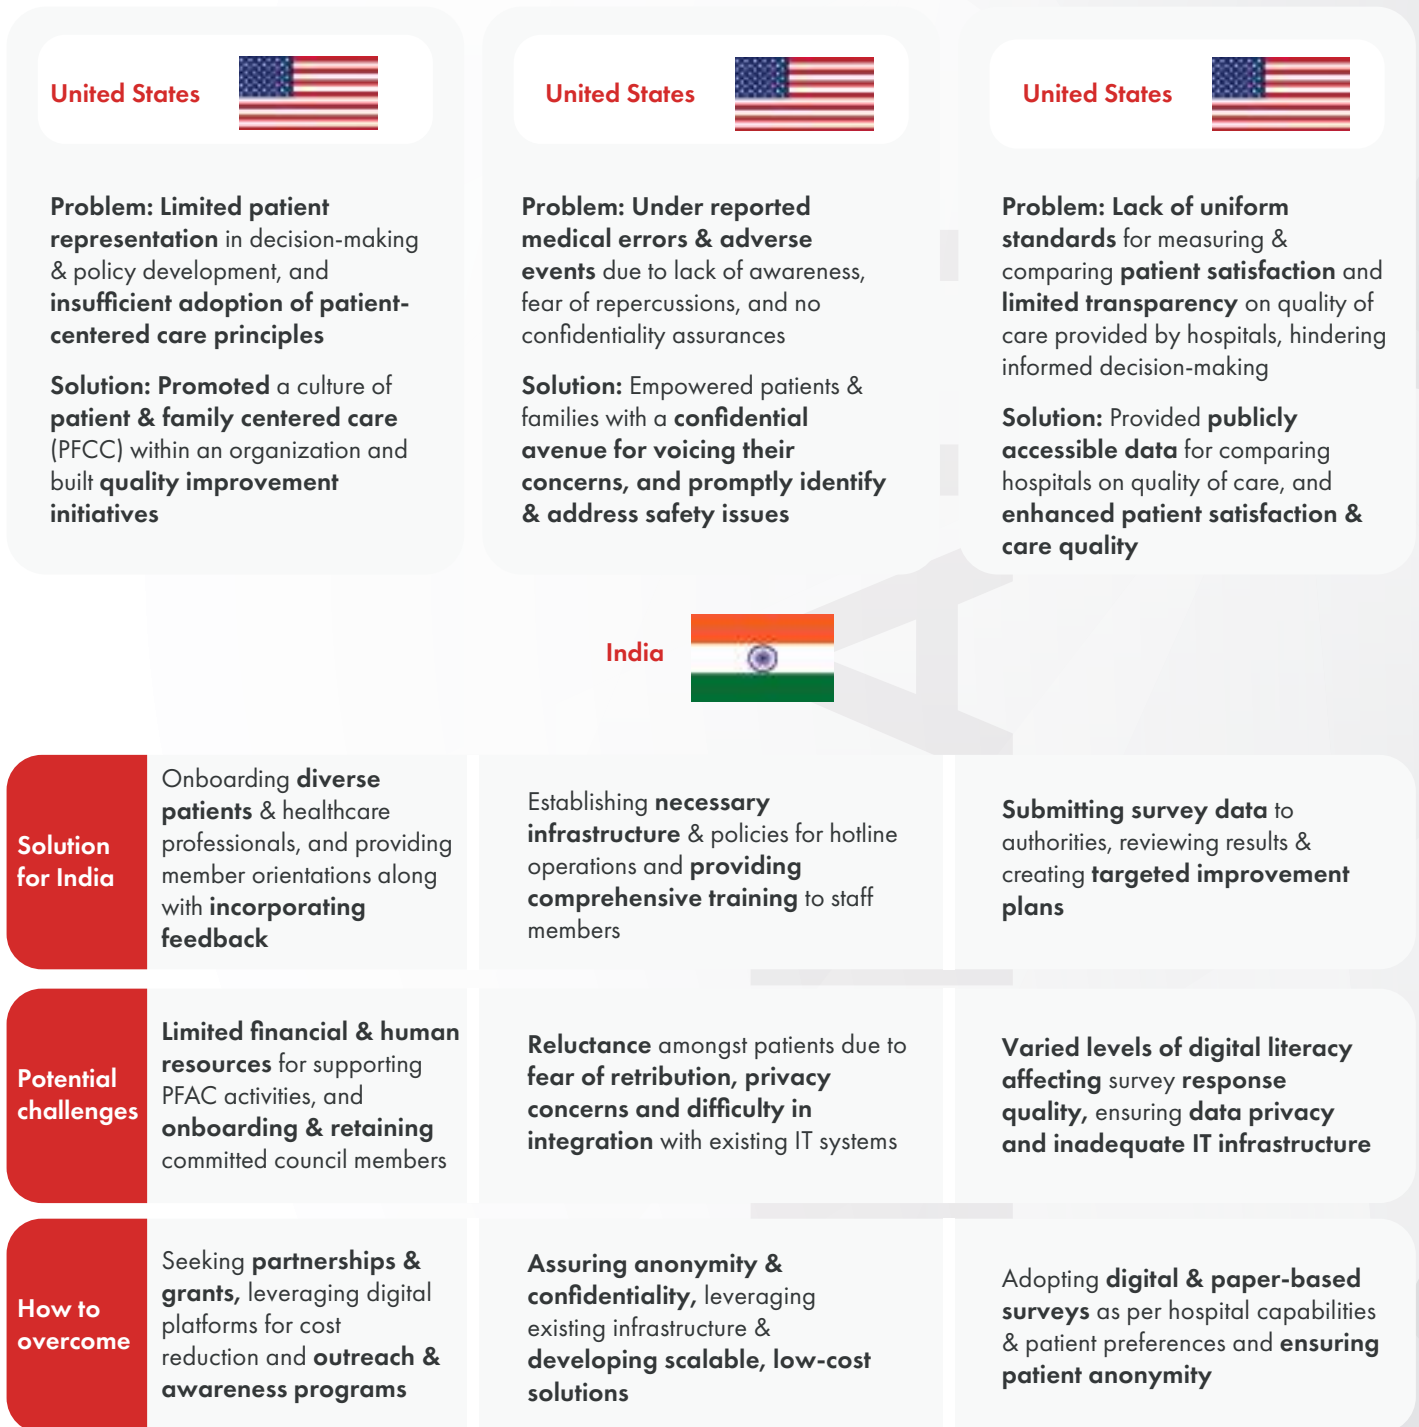 United States
Problem: Limited patient
representation in decision-making
& policy development, and
insufficient adoption of patient-
centered care principles
Solution: Promoted a culture of
patient & family centered care
(PFCC) within an organization and
built quality improvement
initiatives
United States
Problem: Under reported
medical errors & adverse
events due to lack of awareness,
fear of repercussions, and no
confidentiality assurances
Solution: Empowered patients &
families with a confidential
avenue for voicing their
concerns, and promptly identify
& address safety issues
United States
Problem: Lack of uniform
standards for measuring &
comparing patient satisfaction and
limited transparency on quality of
care provided by hospitals, hindering
informed decision-making
Solution: Provided publicly
accessible data for comparing
hospitals on quality of care, and
enhanced patient satisfaction &
care quality
India
Solution
for India
Onboarding diverse
patients & healthcare
professionals, and providing
member orientations along
with incorporating
feedback
Establishing necessary
infrastructure & policies for hotline
operations and providing
comprehensive training to staff
members
Submitting survey data to
authorities, reviewing results &
creating targeted improvement
plans
Potential
challenges
Limited financial & human
resources for supporting
PFAC activities, and
onboarding & retaining
committed council members
Reluctance amongst patients due to
fear of retribution, privacy
concerns and difficulty in
integration with existing IT systems
Varied levels of digital literacy
affecting survey response
quality, ensuring data privacy
and inadequate IT infrastructure
How to
overcome
Seeking partnerships &
grants, leveraging digital
platforms for cost
reduction and outreach &
awareness programs
Assuring anonymity &
confidentiality, leveraging
existing infrastructure &
developing scalable, low-cost
solutions
Adopting digital & paper-based
surveys as per hospital capabilities
& patient preferences and ensuring
patient anonymity